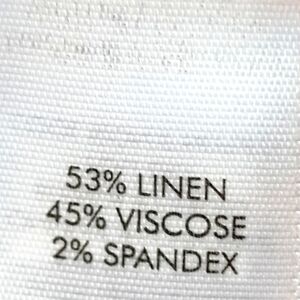 53% LINEN
45% VISCOSE
2% SPANDEX